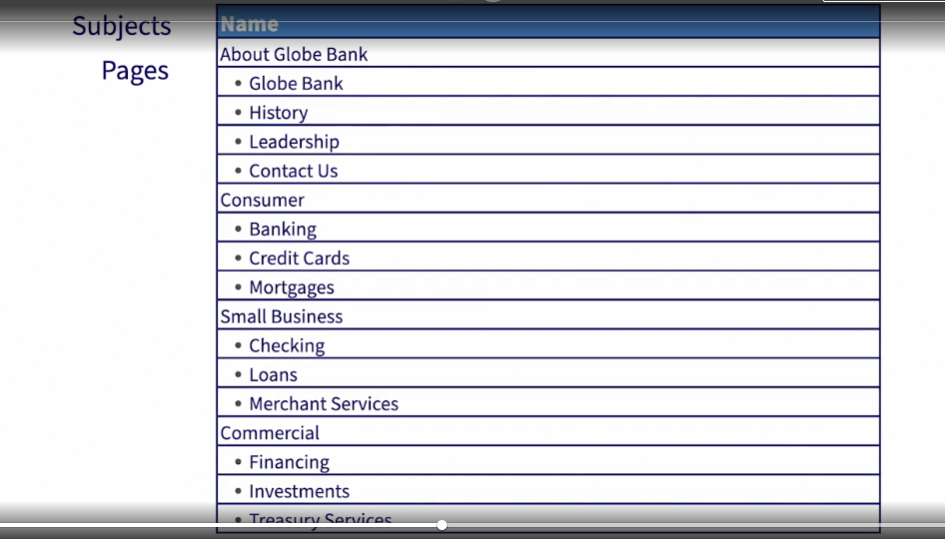 Subjects
Pages
Name
About Globe Bank
• Globe Bank
• History
• Leadership
• Contact Us
Consumer
• Banking
• Credit Cards
• Mortgages
Small Business
• Checking
• Loans
• Merchant Services
Commercial
• Financing
• Investments
• Treasury Services